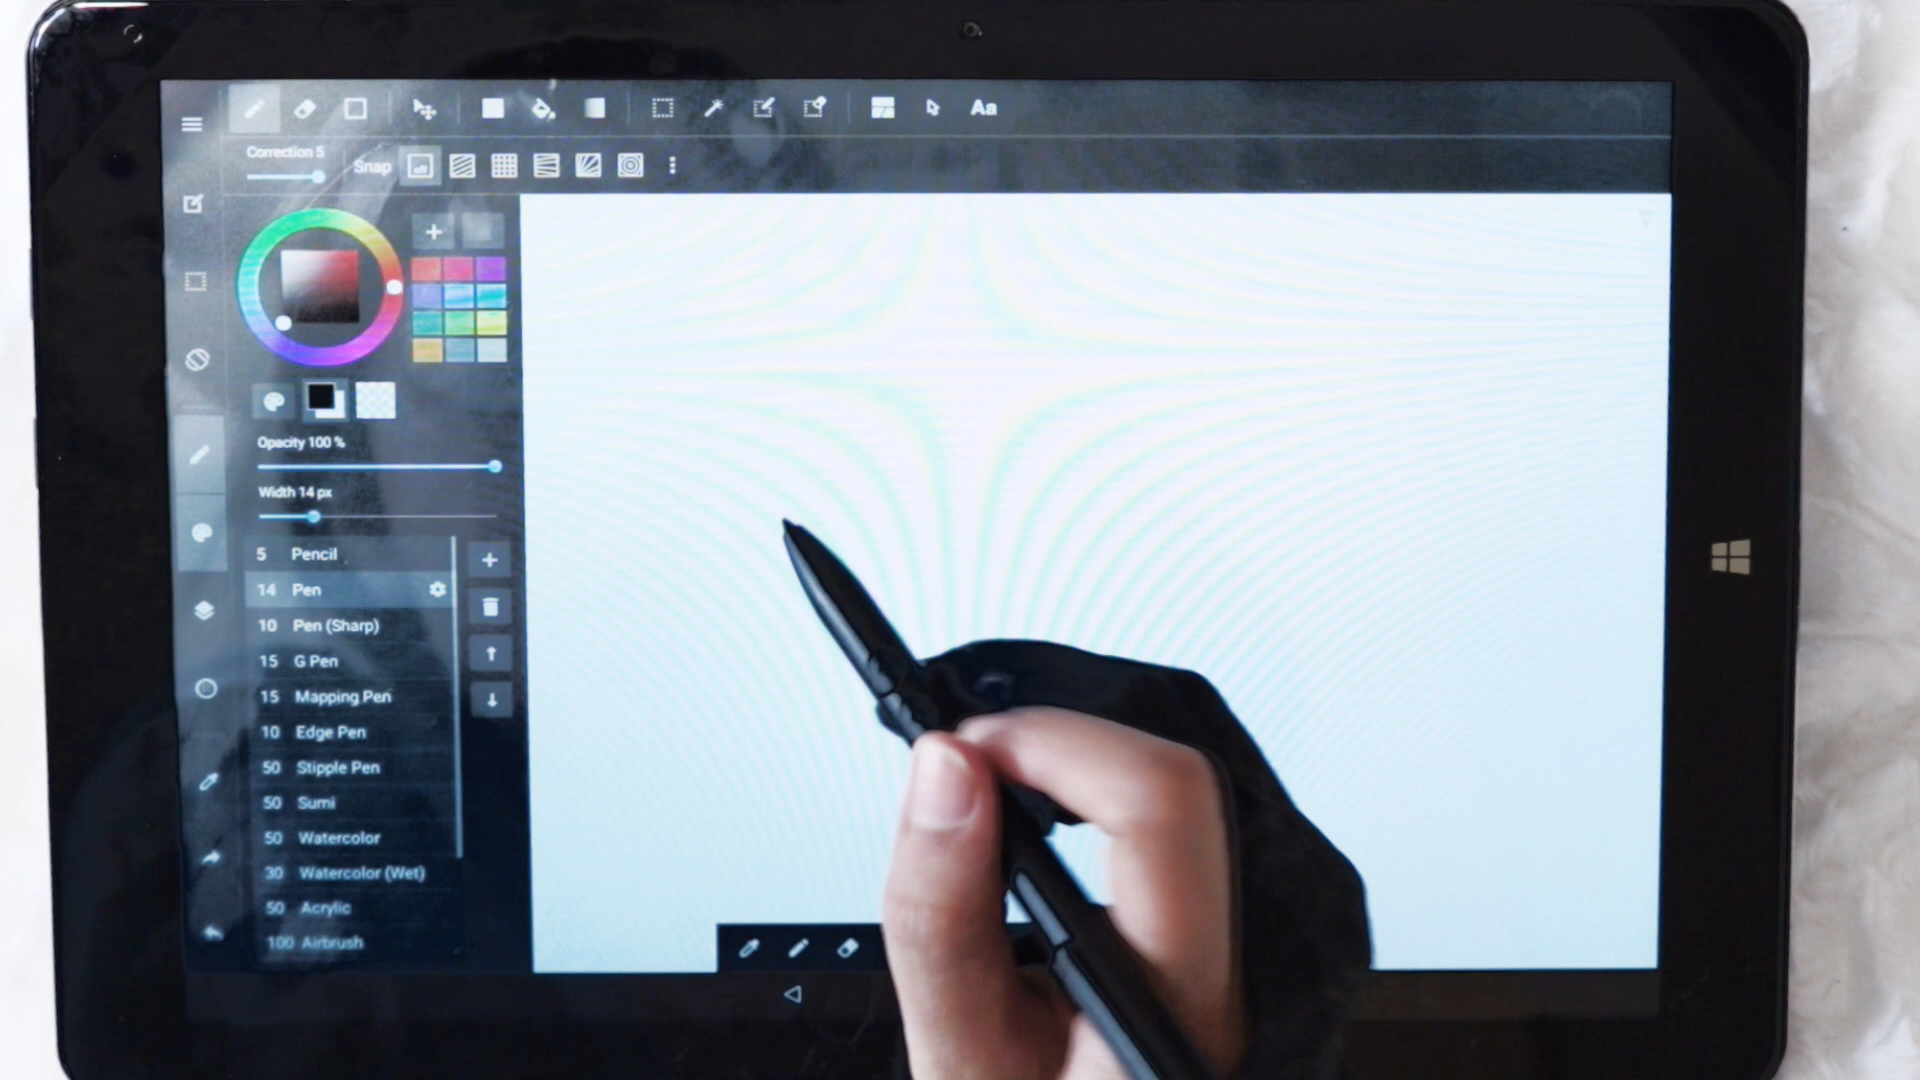 Aa
Correction 5
Snap
Opacity 100 %
Width 14 px
5 Pencil
14 Pen
10 Pen (Sharp)
15 G Pen
15 Mapping Pen
10 Edge Pen
50 Stipple Pen
50 Sumi
50 Watercolor
30 Watercolor (Wet)
50 Acrylic
100 Airbrush